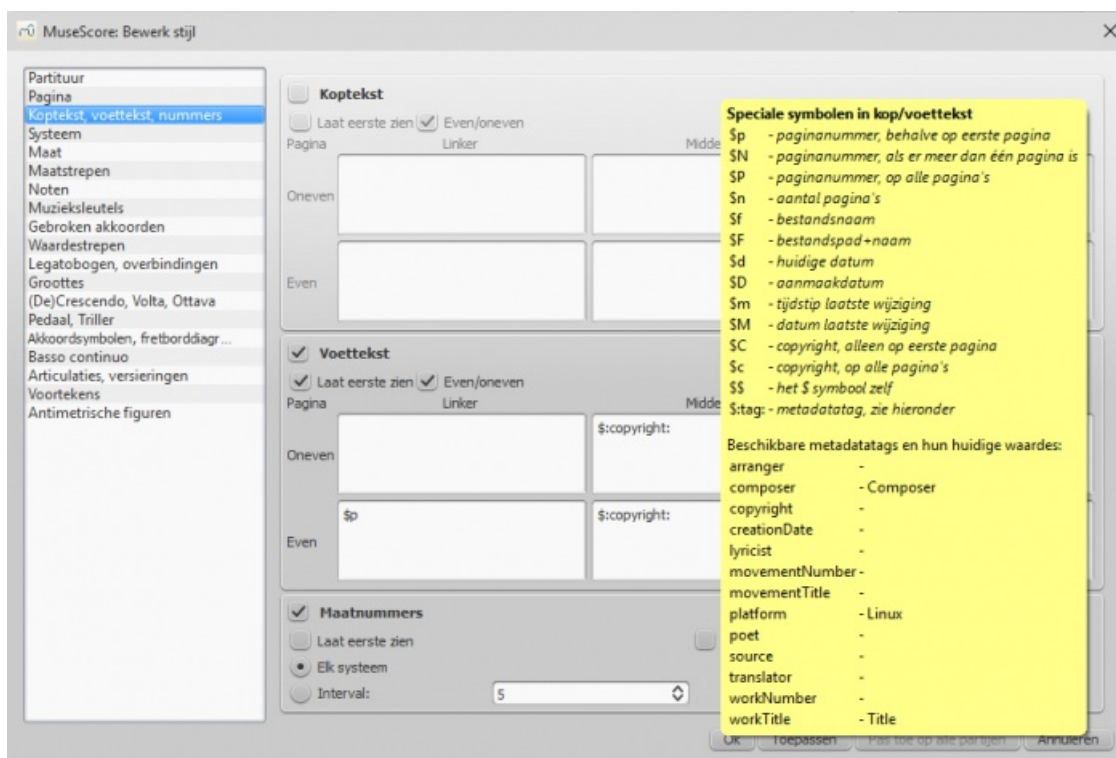 MuseScore: Bewerk stijl
Partituur
Pagina
Koptekst, voettekst, nummers
Systeem
Maat
Maatstrepen
Noten
Muzieksleutels
Gebroken akkoorden
Waardestrepen
Legatobogen, overbindingen
Groottes
(De)Crescendo, Volta, Ottava
Pedaal, Triller
Akkoordsymbolen, fretborddiagr...
Basso continuo
Articulaties, versieringen
Voortekens
Antimetrische figuren
Koptekst
Laat eerste zien Even/oneven
Pagina Linker Midde
Oneven
Even
Voettekst
Laat eerste zien Even/oneven
Pagina Linker Midde
Oneven $:copyright:
Even $p $:copyright:
Maatnummers
Laat eerste zien
Elk systeem
Interval: 5
Speciale symbolen in kop/voettekst
$p - paginanummer, behalve op eerste pagina
$N - paginanummer, als er meer dan één pagina is
$P - paginanummer, op alle pagina's
$n - aantal pagina's
$f - bestandsnaam
$F - bestandspad+naam
$d - huidige datum
$D - aanmaakdatum
$m - tijdstip laatste wijziging
$M - datum laatste wijziging
$C - copyright, alleen op eerste pagina
$c - copyright, op alle pagina's
$$ - het $ symbool zelf
$:tag: - metadatatag, zie hieronder
Beschikbare metadatatags en hun huidige waardes:
arranger -
composer - Composer
copyright -
creationDate -
lyricist -
movementNumber -
movementTitle -
platform - Linux
poet -
source -
translator -
workNumber -
workTitle - Title
Ok Toepassen Pas toe op alle partijen Annuleren